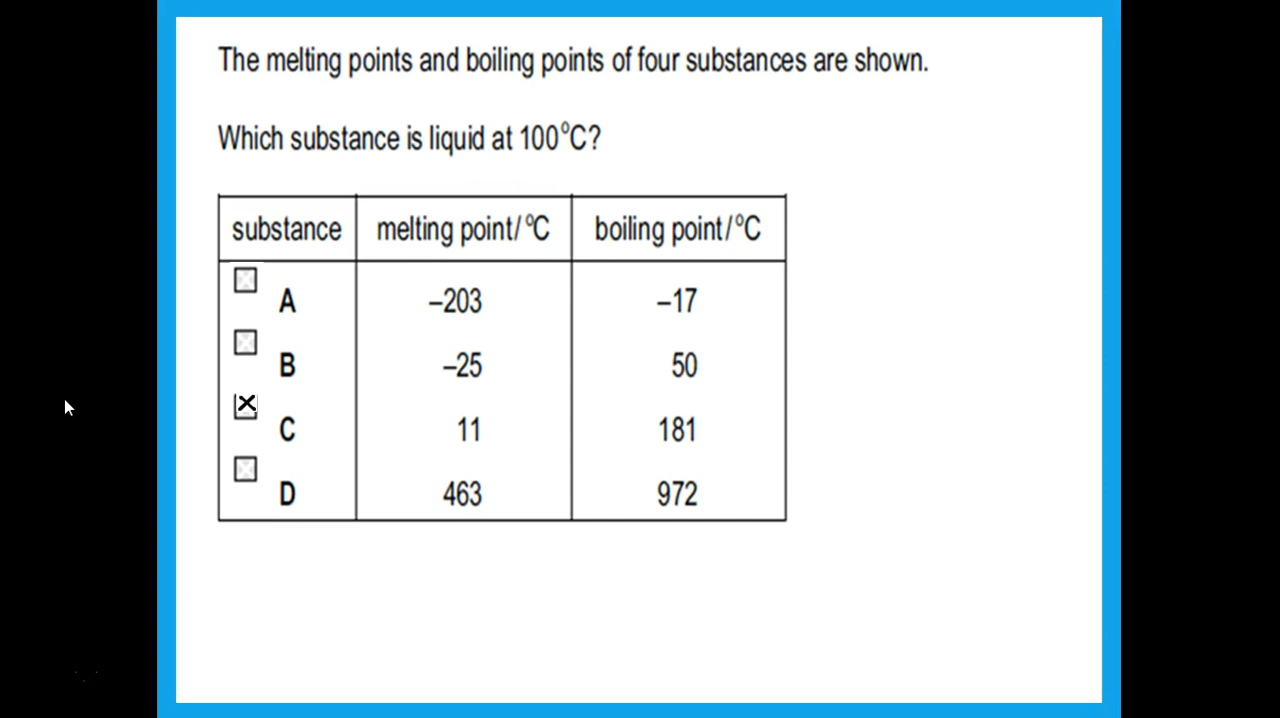 The melting points and boiling points of four substances are shown.
Which substance is liquid at 100°C?
substance melting point/°C boiling point/°C
A –203 –17
B –25 50
C 11 181
D 463 972